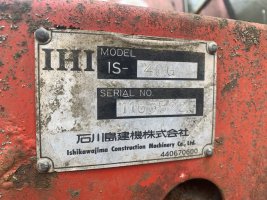 IHI
MODEL
IS-
SERIAL NO.
石川島建機株式会社
Ishikawajima Construction Machinery Co., Ltd.
440670600